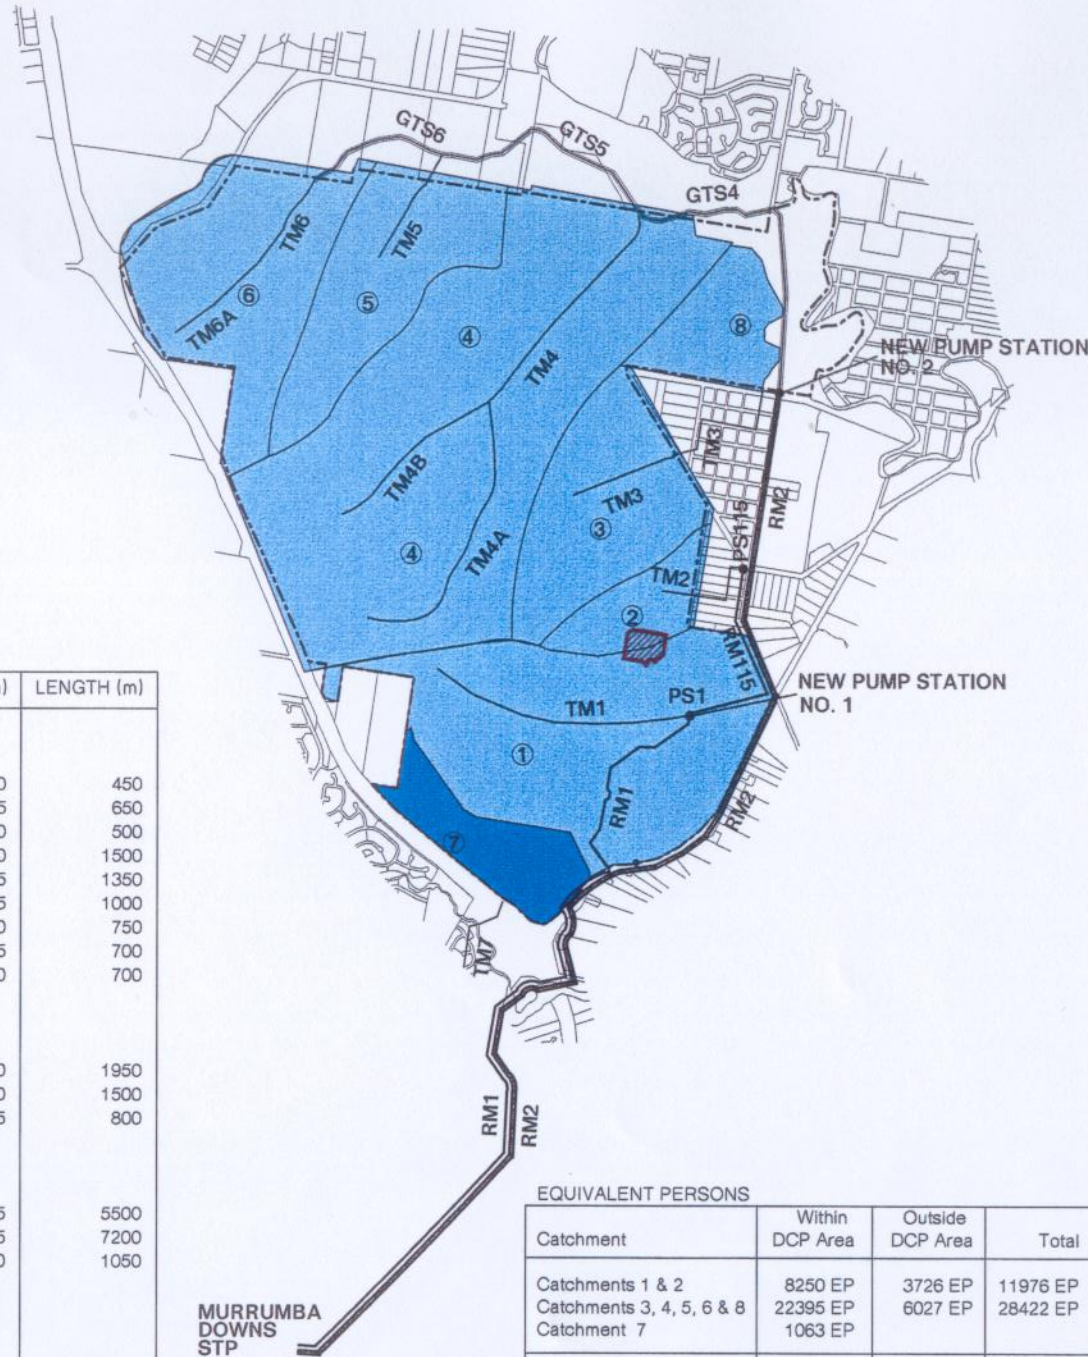 GTS6
GTS5
GTS4
TM6
TM5
TM6A
⑥
⑤
④
⑧
TM4
NEW PUMP STATION
NO. 2
TM3
TM4B
TM3
RM2
③
④
TM4A
PS115
TM2
②
RM115
LENGTH (m)
NEW PUMP STATION
NO. 1
PS1
TM1
①
450
650
500
1500
1350
1000
750
700
700
RM1
RM2
⑦
TM7
1950
1500
800
RM1
RM2
5500
7200
1050
MURRUMBA
DOWNS
STP
EQUIVALENT PERSONS
Catchment Within DCP Area Outside DCP Area Total
Catchments 1 & 2 8250 EP 3726 EP 11976 EP
Catchments 3, 4, 5, 6 & 8 22395 EP 6027 EP 28422 EP
Catchment 7 1063 EP